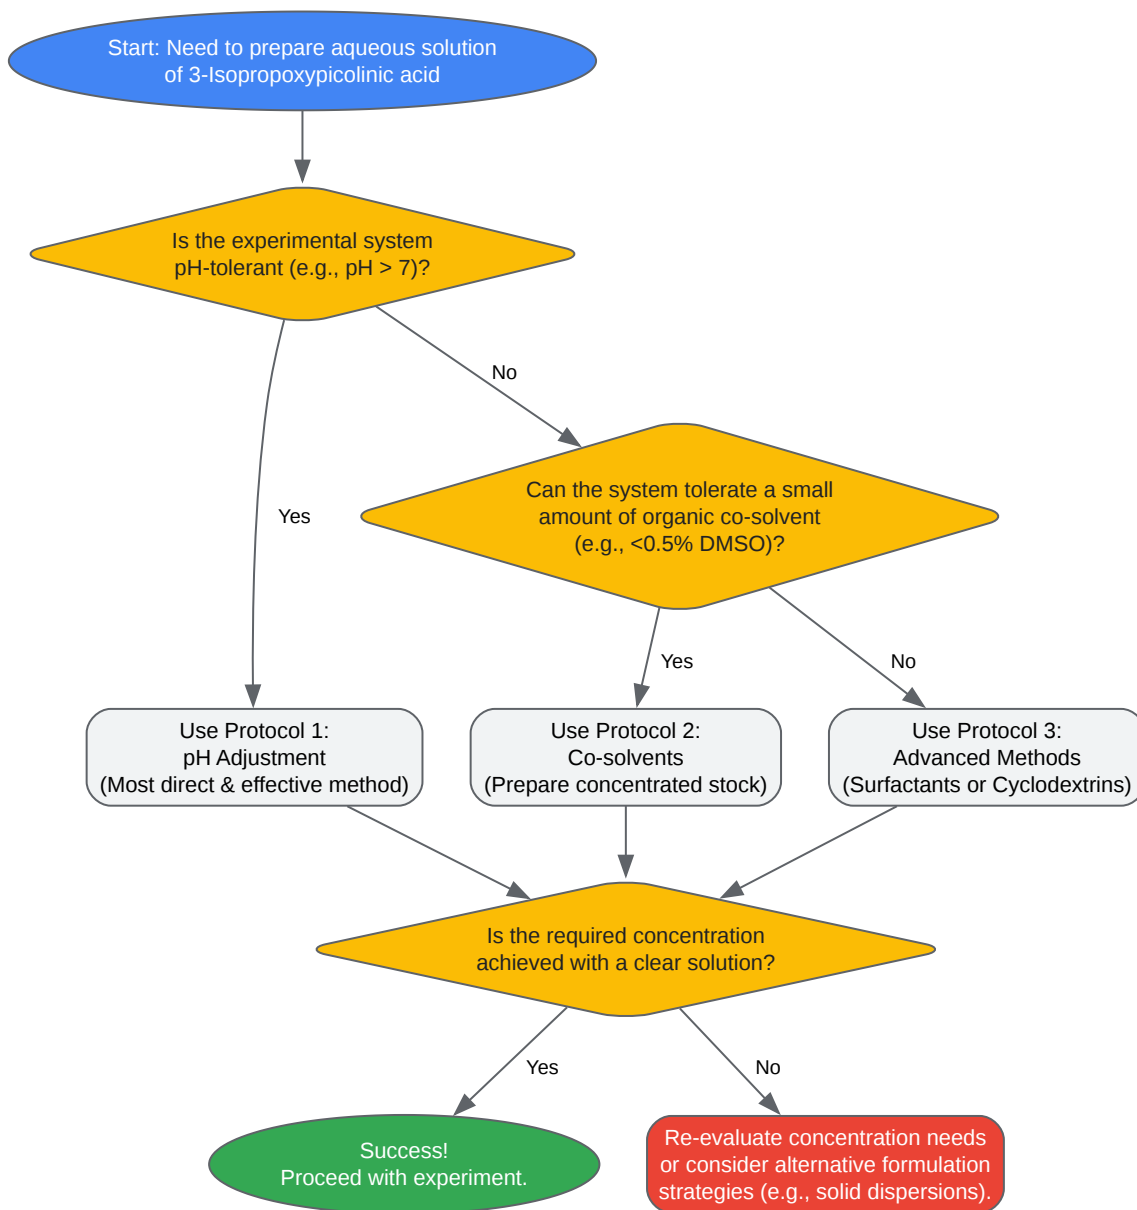 Start: Need to prepare aqueous solution
of 3-Isopropoxypicolinic acid
Is the experimental system
pH-tolerant (e.g., pH > 7)?
No
Can the system tolerate a small
amount of organic co-solvent
(e.g., <0.5% DMSO)?
Yes
Yes
No
Use Protocol 1:
pH Adjustment
(Most direct & effective method)
Use Protocol 2:
Co-solvents
(Prepare concentrated stock)
Use Protocol 3:
Advanced Methods
(Surfactants or Cyclodextrins)
Is the required concentration
achieved with a clear solution?
Yes
No
Success!
Proceed with experiment.
Re-evaluate concentration needs
or consider alternative formulation
strategies (e.g., solid dispersions).